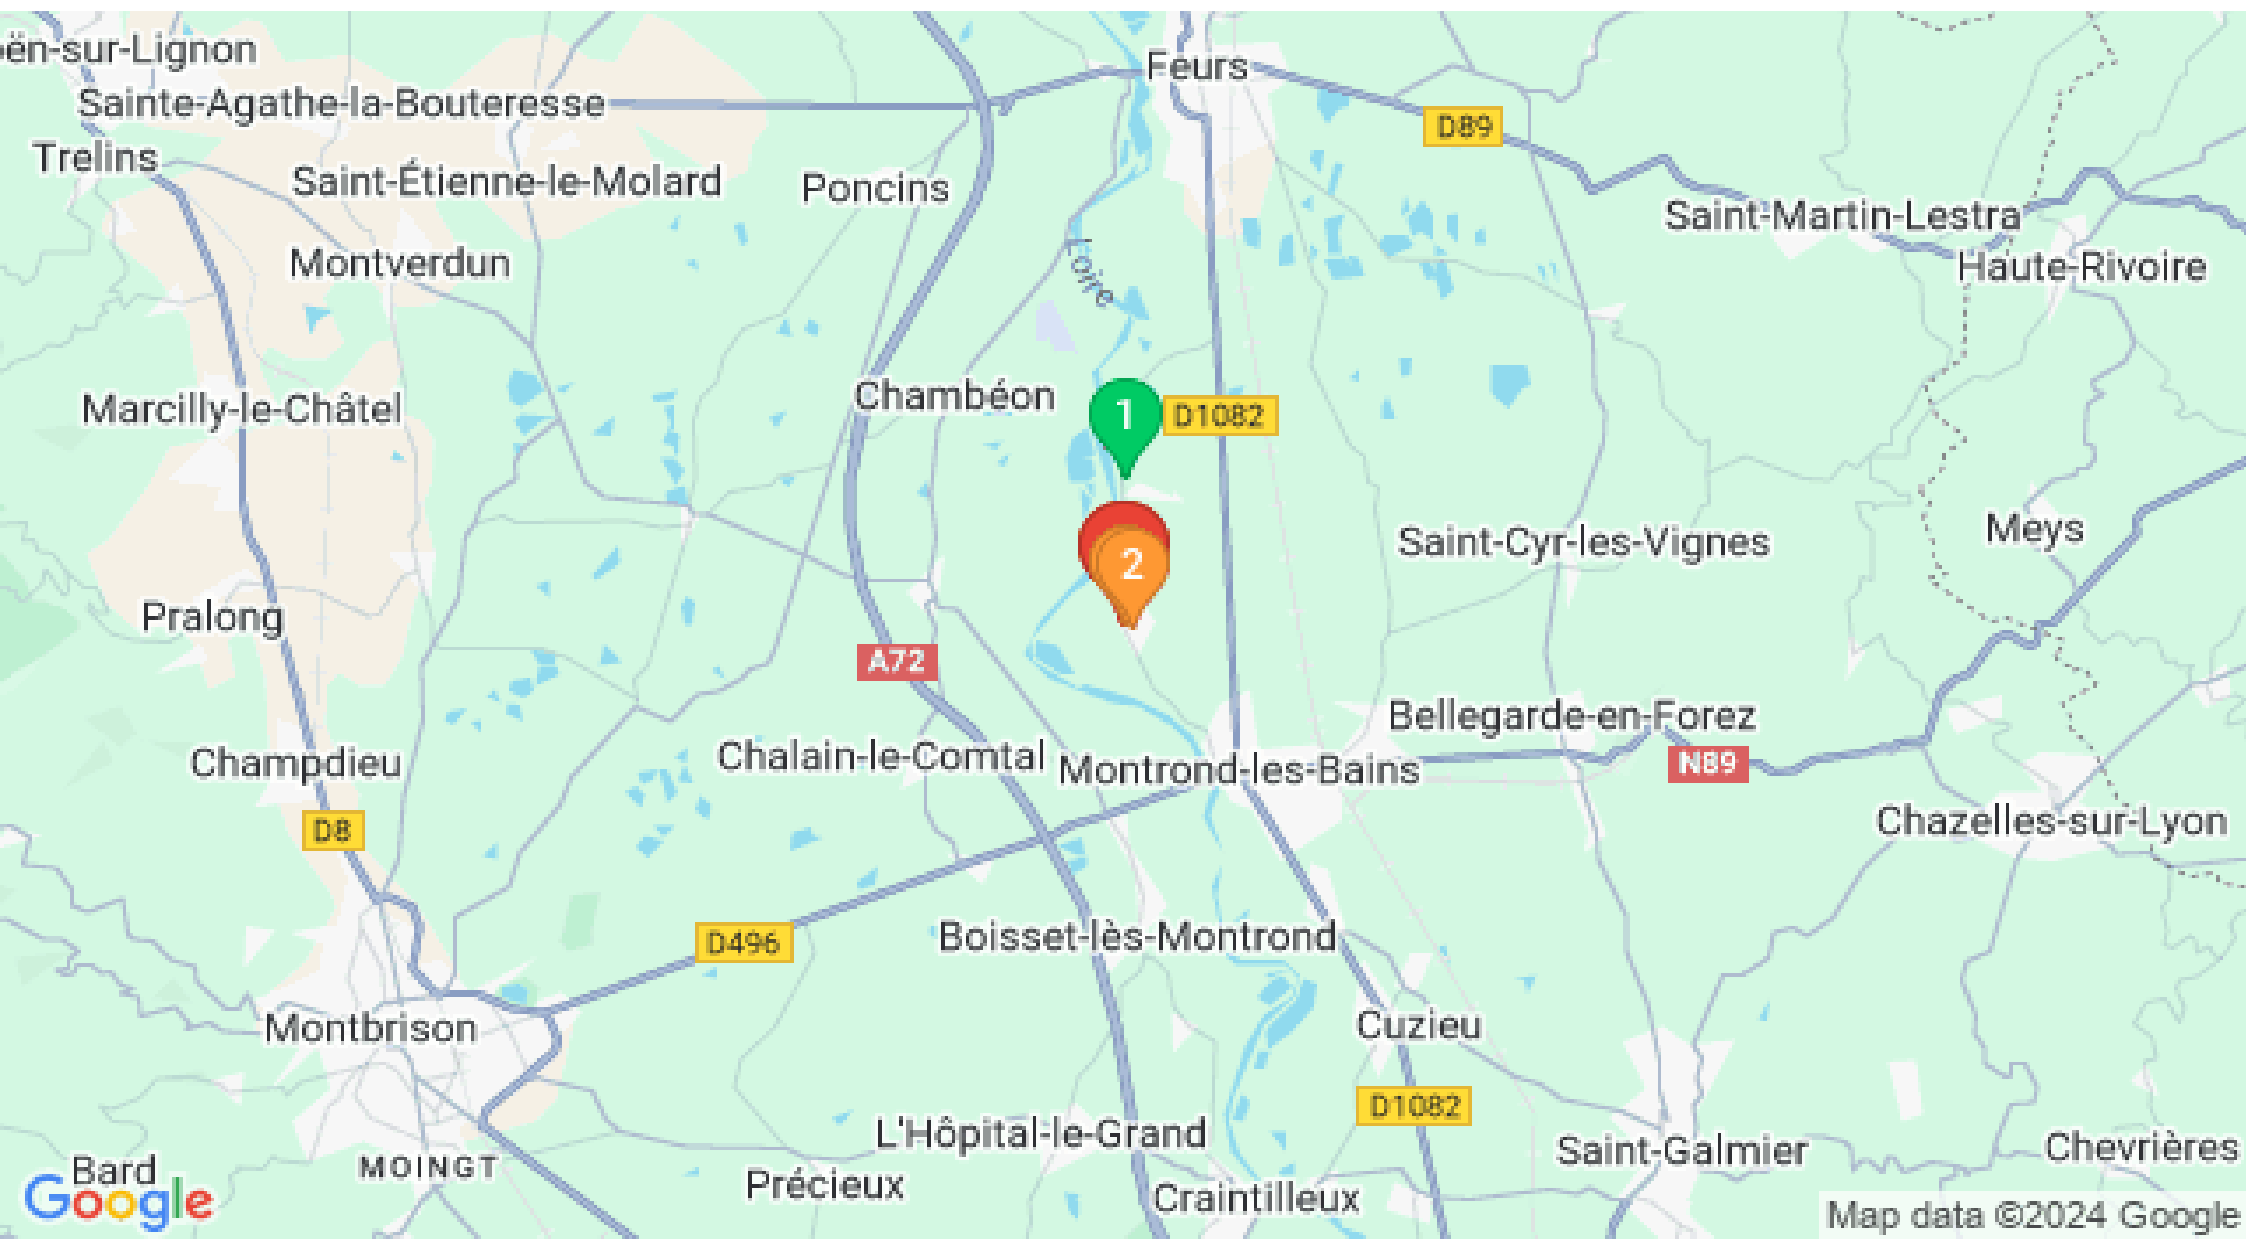 oën-sur-Lignon
Feurs
Sainte-Agathe-la-Bouteresse
D89
Trelins
Saint-Étienne-le-Molard
Poncins
Saint-Martin-Lestra
Montverdun
Loire
Haute-Rivoire
Chambéon
Marcilly-le-Châtel
1
D1082
Saint-Cyr-les-Vignes
Meys
2
Pralong
A72
Bellegarde-en-Forez
Champdieu
Chalain-le-Comtal
Montrond-les-Bains
N89
D8
Chazelles-sur-Lyon
D496
Boisset-lès-Montrond
Montbrison
Cuzieu
D1082
L'Hôpital-le-Grand
Saint-Galmier
Chevrières
Bard
MOINGT
Précieux
Craintilleux
Google
Map data ©2024 Google